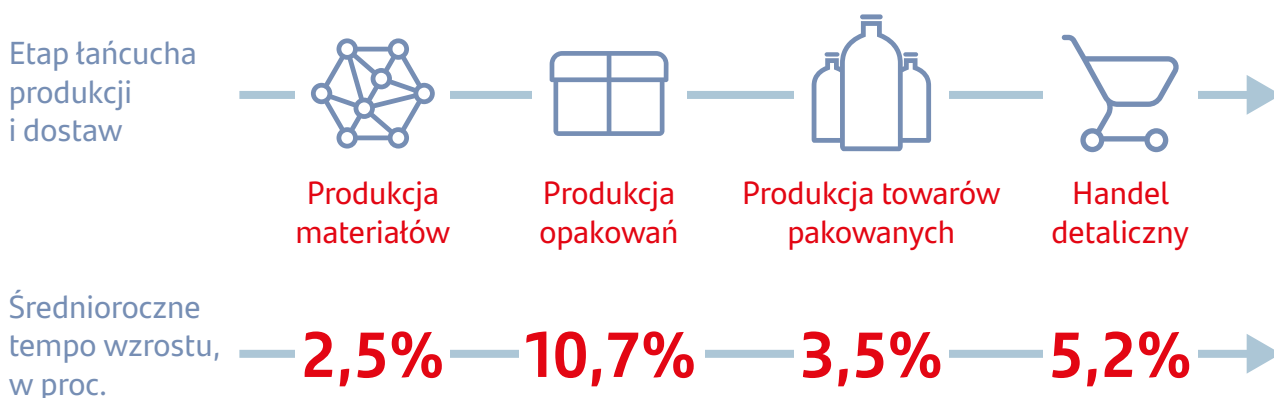 Etap łańcucha
produkcji
i dostaw
Produkcja
materiałów
Produkcja
opakowań
Produkcja towarów
pakowanych
Handel
detaliczny
Średnioroczne
tempo wzrostu,
w proc.
2,5%
10,7%
3,5%
5,2%